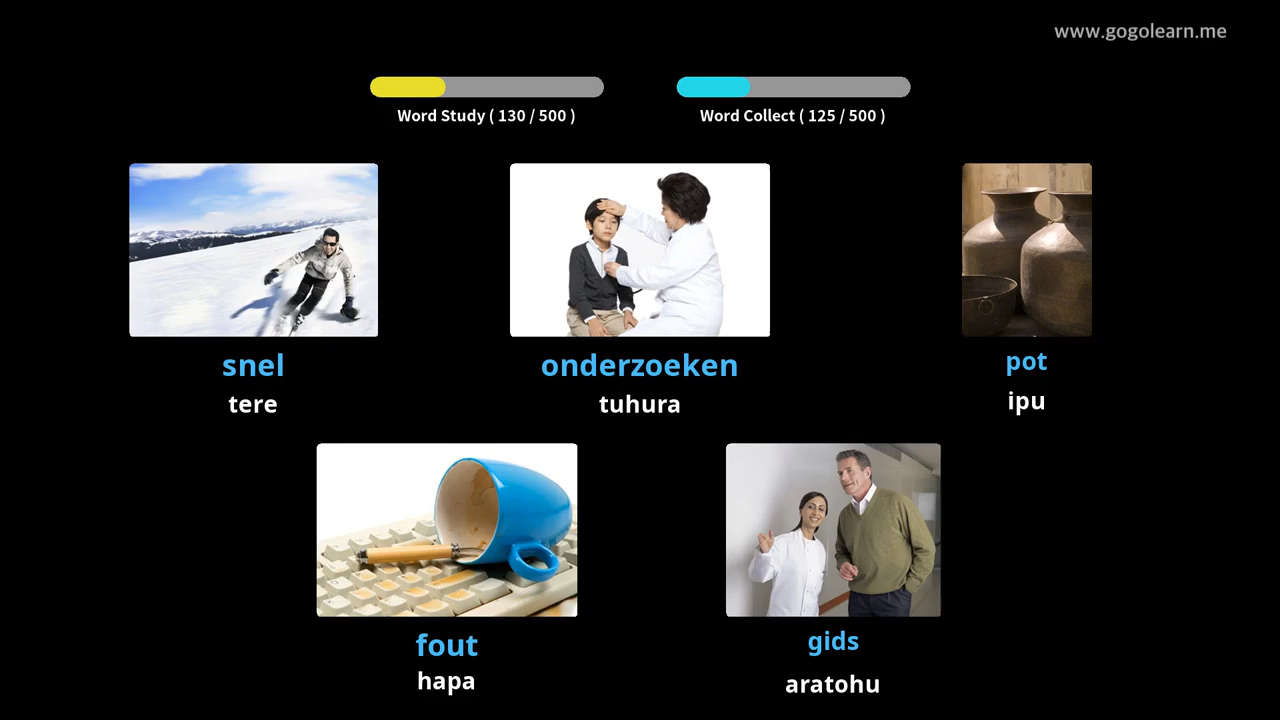 www.gogolearn.me
Word Study ( 130 / 500 )
Word Collect ( 125 / 500 )
snel
tere
onderzoeken
tuhura
pot
ipu
fout
hapa
gids
aratohu